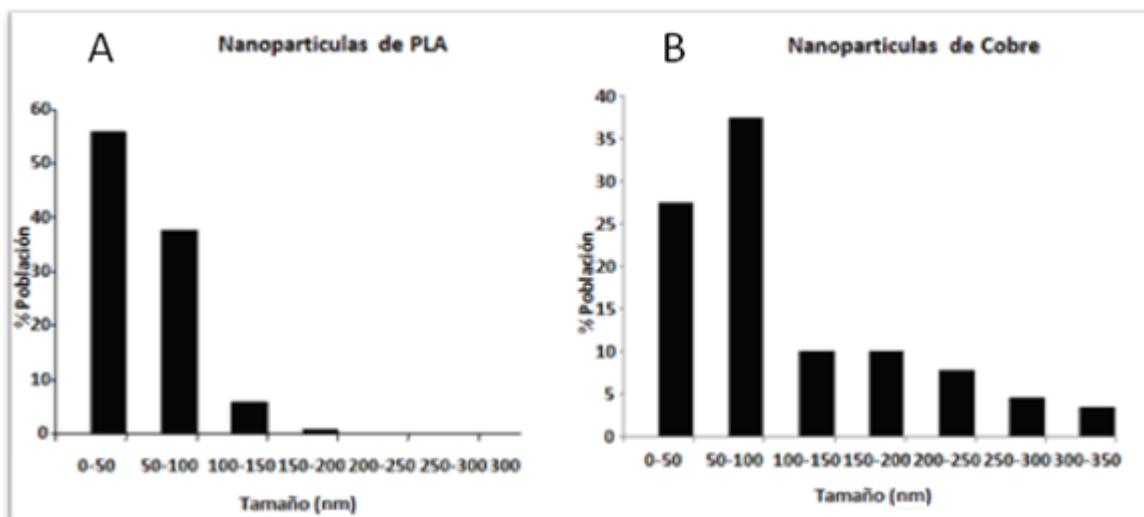 A
Nanoparticulas de PLA
60
50
40
30
20
10
0
% Población
0-50 50-100 100-150 150-200 200-250 250-300 300
Tamaño (nm)
B
Nanoparticulas de Cobre
40
35
30
25
20
15
10
5
0
% Población
0-50 50-100 100-150 150-200 200-250 250-300 300-350
Tamaño (nm)